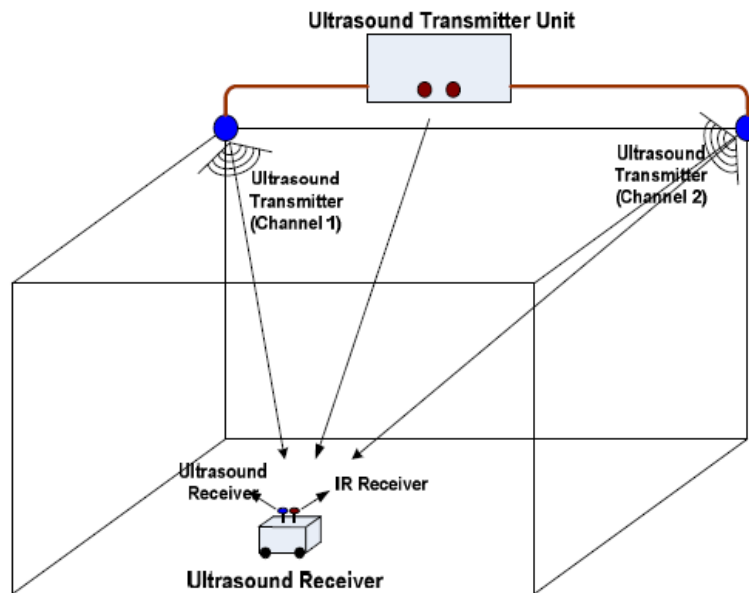 Ultrasound Transmitter Unit
Ultrasound
Transmitter
(Channel 1)
Ultrasound
Transmitter
(Channel 2)
Ultrasound
Receiver
IR Receiver
Ultrasound Receiver